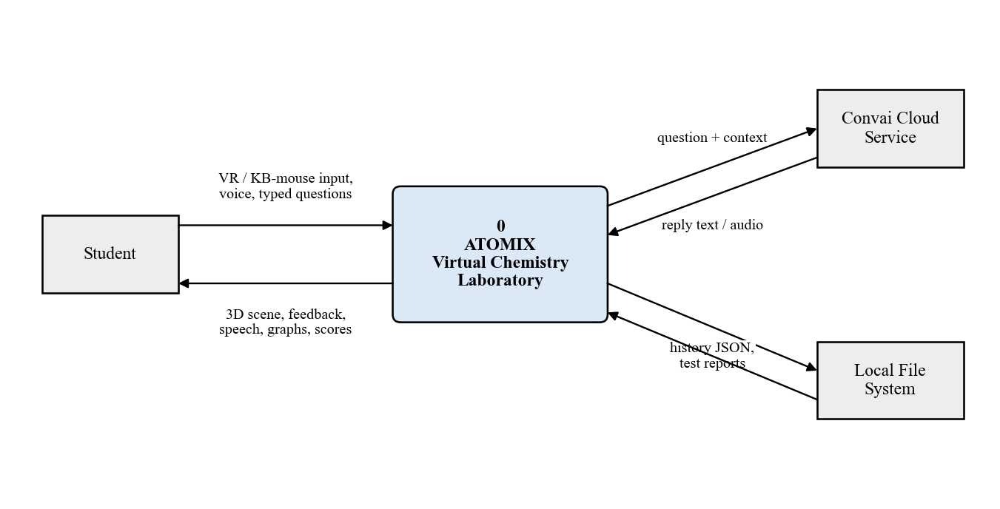 Convai Cloud
Service
question + context
VR / KB-mouse input,
voice, typed questions
reply text / audio
0
ATOMIX
Virtual Chemistry
Laboratory
Student
3D scene, feedback,
speech, graphs, scores
history JSON,
test reports
Local File
System